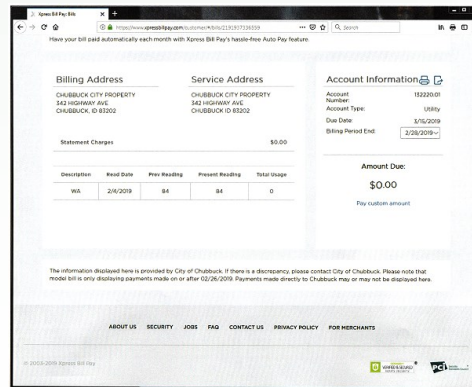 Xpress Bill Pay: Bills
https://www.xpressbillpay.com/customer/#/bills/2191937336259
Search
Have your bill paid automatically each month with Xpress Bill Pay's hassle-free Auto Pay feature.
Billing Address
CHUBBUCK CITY PROPERTY
342 HIGHWAY AVE
CHUBBUCK, ID 83202
Service Address
CHUBBUCK CITY PROPERTY
342 HIGHWAY AVE
CHUBBUCK ID 83202
Account Information
Account Number: 132220.01
Account Type: Utility
Due Date: 3/15/2019
Billing Period End: 2/28/2019
Statement Charges $0.00
Description Read Date Prev Reading Present Reading Total Usage
WA 2/4/2019 84 84 0
Amount Due:
$0.00
Pay custom amount
The information displayed here is provided by City of Chubbuck. If there is a discrepancy, please contact City of Chubbuck. Please note that
model bill is only displaying payments made on or after 02/26/2019. Payments made directly to Chubbuck may or may not be displayed here.
ABOUT US SECURITY JOBS FAQ CONTACT US PRIVACY POLICY FOR MERCHANTS
© 2003-2019 Xpress Bill Pay
VERIFIED & SECURED
PCI